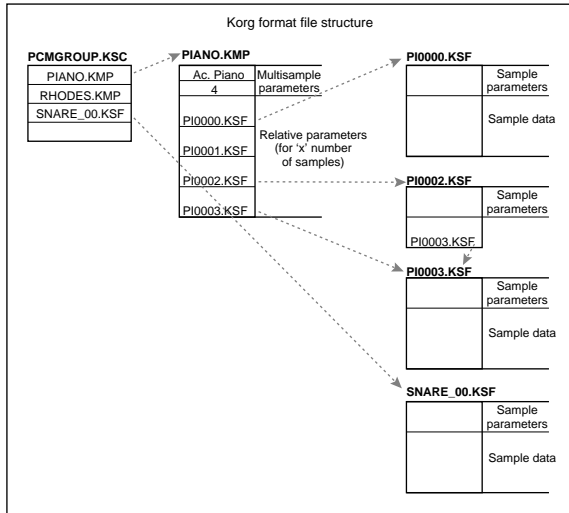 Korg format file structure
PCMGROUP.KSC
PIANO.KMP
RHODES.KMP
SNARE_00.KSF
PIANO.KMP
Ac. Piano
4
Multisample
parameters
PI0000.KSF
PI0001.KSF
PI0002.KSF
PI0003.KSF
Relative parameters
(for 'x' number
of samples)
PI0000.KSF
Sample
parameters
Sample data
PI0002.KSF
Sample
parameters
PI0003.KSF
PI0003.KSF
Sample
parameters
Sample data
SNARE_00.KSF
Sample
parameters
Sample data